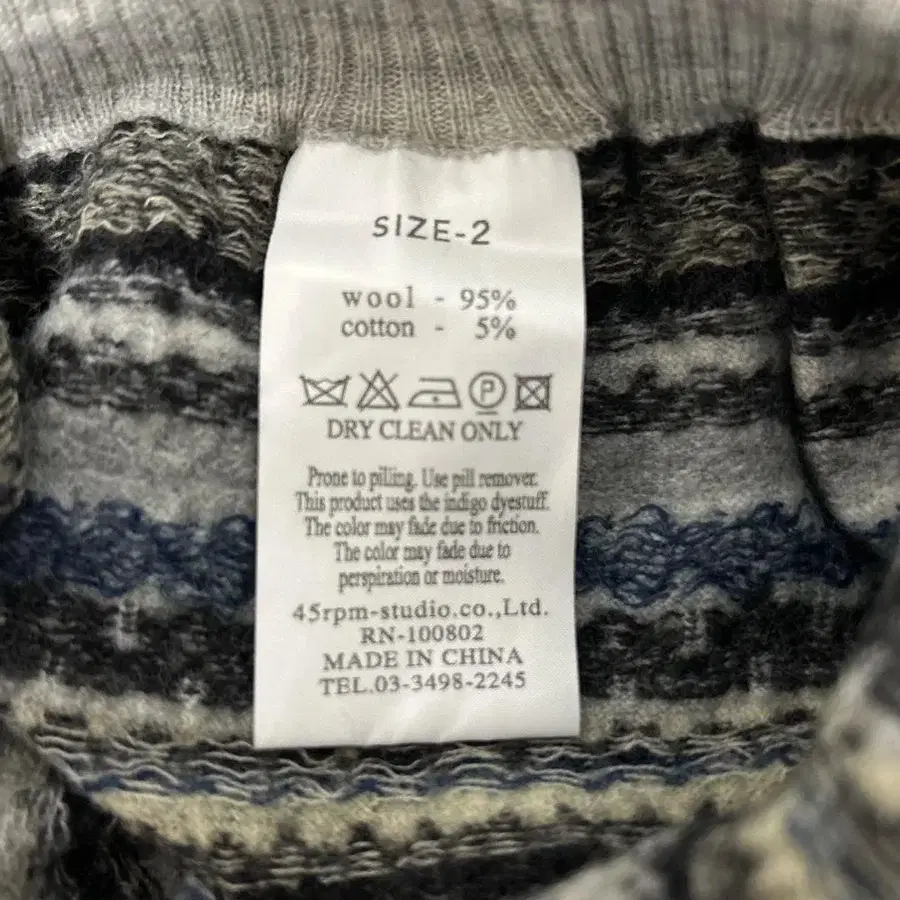 SIZE-2
wool - 95%
cotton - 5%
P
DRY CLEAN ONLY
Prone to pilling. Use pill remover.
This product uses the indigo dyestuff.
The color may fade due to friction.
The color may fade due to
perspiration or moisture.
45rpm-studio.co.,Ltd.
RN-100802
MADE IN CHINA
TEL.03-3498-2245